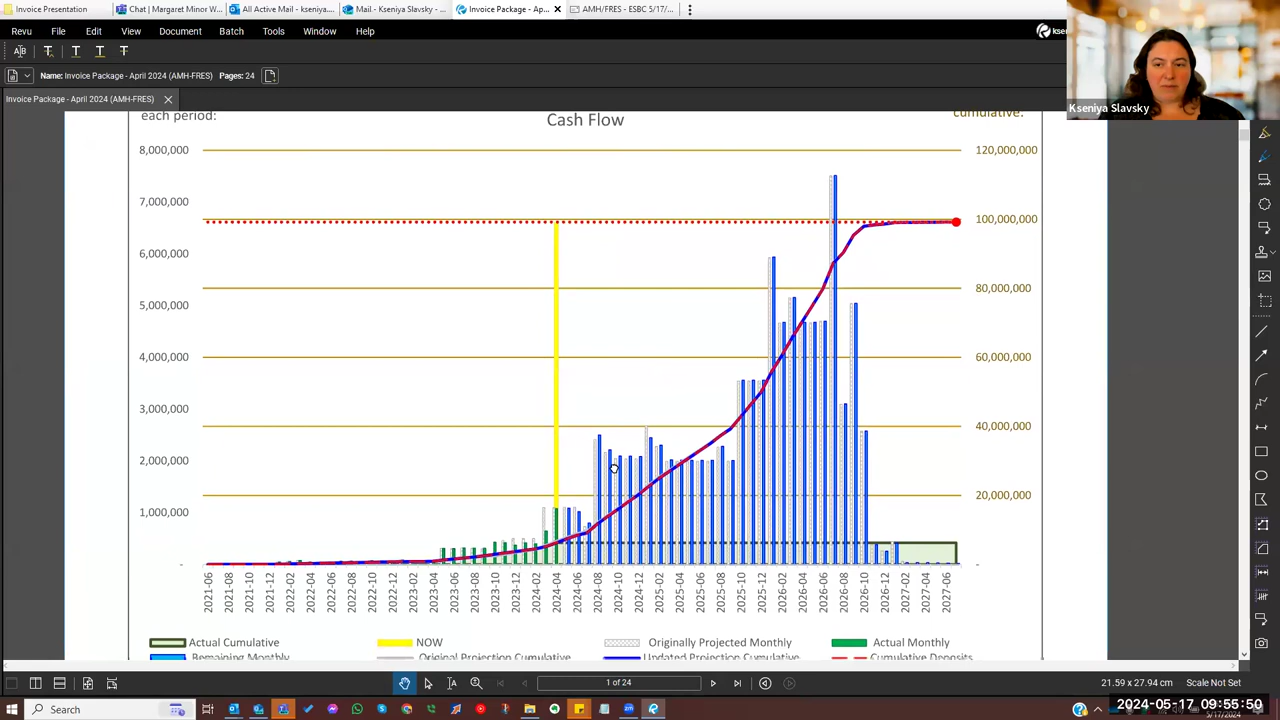 Invoice Presentation
Chat | Margaret Minor W...
All Active Mail - kseniya....
Mail - Kseniya Slavsky - ...
Invoice Package - Ap...
AMH/FRES - ESBC 5/17/...
Revu File Edit View Document Batch Tools Window Help
Name: Invoice Package - April 2024 (AMH-FRES) Pages: 24
Invoice Package - April 2024 (AMH-FRES)
Kseniya Slavsky
each period:
Cash Flow
cumulative:
8,000,000
7,000,000
6,000,000
5,000,000
4,000,000
3,000,000
2,000,000
1,000,000
-
120,000,000
100,000,000
80,000,000
60,000,000
40,000,000
20,000,000
-
2021-06
2021-08
2021-10
2021-12
2022-02
2022-04
2022-06
2022-08
2022-10
2022-12
2023-02
2023-04
2023-06
2023-08
2023-10
2023-12
2024-02
2024-04
2024-06
2024-08
2024-10
2024-12
2025-02
2025-04
2025-06
2025-08
2025-10
2025-12
2026-02
2026-04
2026-06
2026-08
2026-10
2026-12
2027-02
2027-04
2027-06
Actual Cumulative
NOW
Originally Projected Monthly
Actual Monthly
Remaining Monthly
Original Projection Cumulative
Updated Projection Cumulative
Cumulative Deposits
1 of 24
21.59 x 27.94 cm Scale Not Set
Search
2024-05-17 09:55:50
5/17/2024